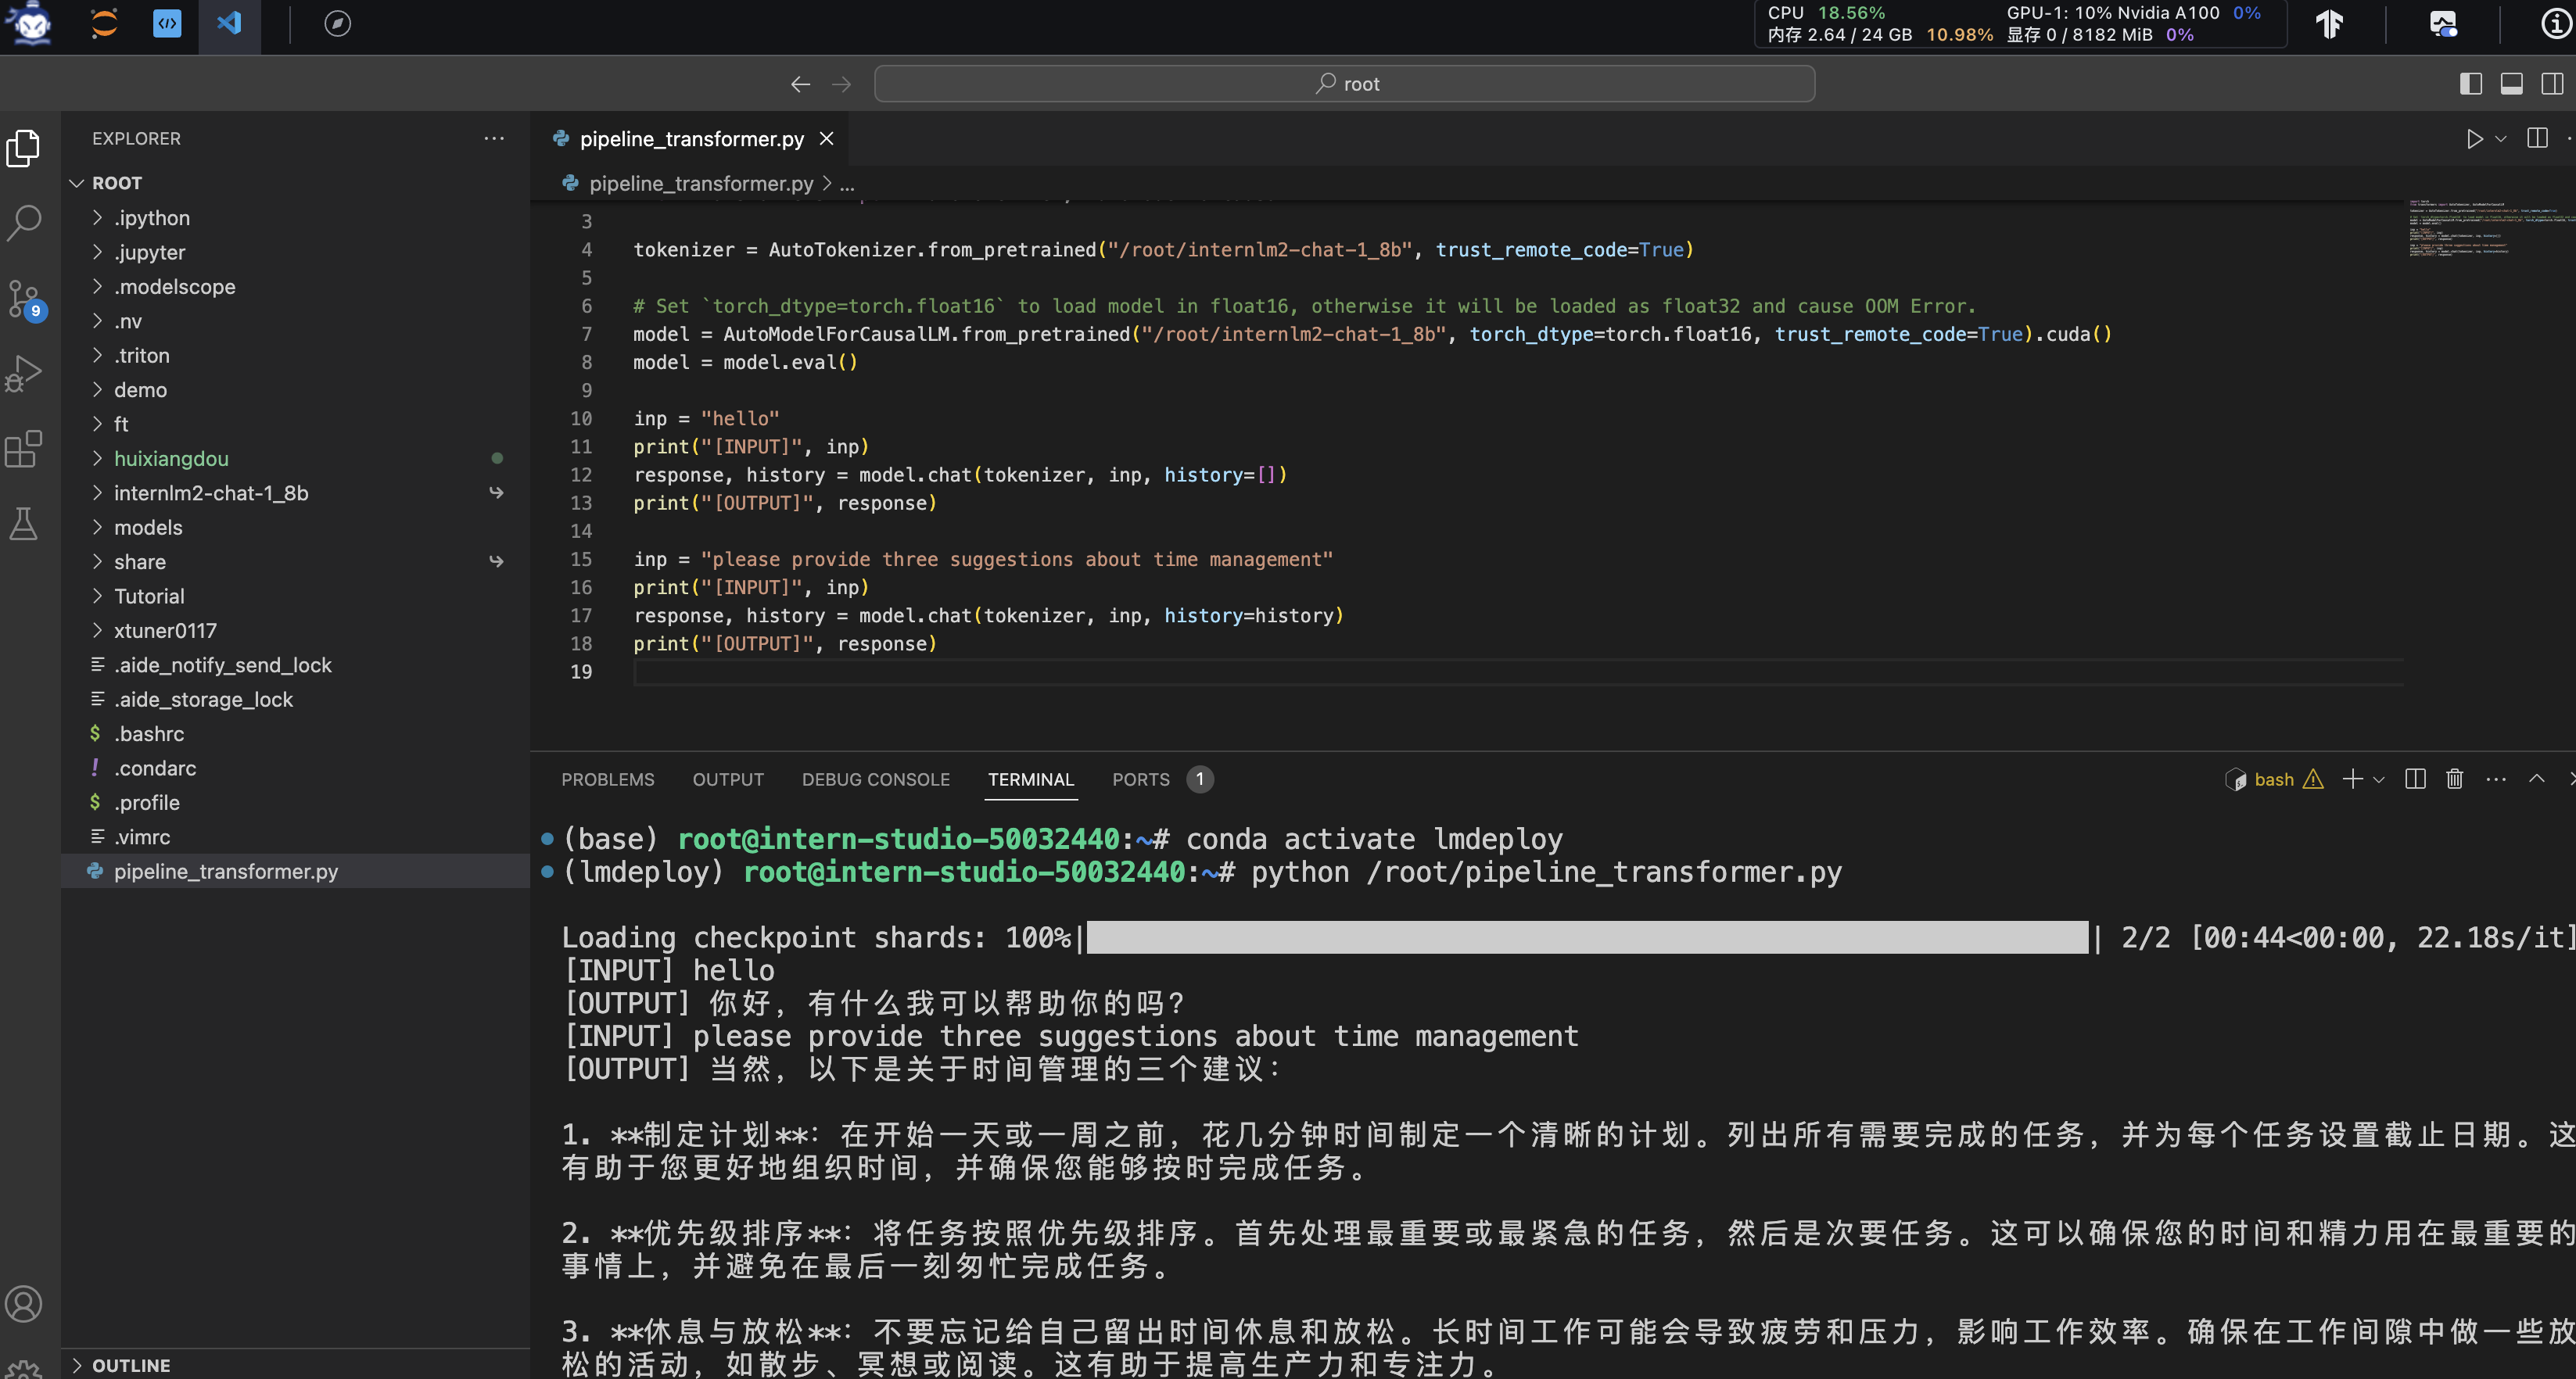 CPU 18.56% GPU-1: 10% Nvidia A100 0%
内存 2.64 / 24 GB 10.98% 显存 0 / 8182 MiB 0%
root
EXPLORER
ROOT
.ipython
.jupyter
.modelscope
.nv
.triton
demo
ft
huixiangdou
internlm2-chat-1_8b
models
share
Tutorial
xtuner0117
.aide_notify_send_lock
.aide_storage_lock
$ .bashrc
! .condarc
$ .profile
.vimrc
pipeline_transformer.py
OUTLINE
9
pipeline_transformer.py
pipeline_transformer.py > ...
3
4 tokenizer = AutoTokenizer.from_pretrained("/root/internlm2-chat-1_8b", trust_remote_code=True)
5
6 # Set `torch_dtype=torch.float16` to load model in float16, otherwise it will be loaded as float32 and cause OOM Error.
7 model = AutoModelForCausalLM.from_pretrained("/root/internlm2-chat-1_8b", torch_dtype=torch.float16, trust_remote_code=True).cuda()
8 model = model.eval()
9
10 inp = "hello"
11 print("[INPUT]", inp)
12 response, history = model.chat(tokenizer, inp, history=[])
13 print("[OUTPUT]", response)
14
15 inp = "please provide three suggestions about time management"
16 print("[INPUT]", inp)
17 response, history = model.chat(tokenizer, inp, history=history)
18 print("[OUTPUT]", response)
19
PROBLEMS OUTPUT DEBUG CONSOLE TERMINAL PORTS 1
bash
(base) root@intern-studio-50032440:~# conda activate lmdeploy
(lmdeploy) root@intern-studio-50032440:~# python /root/pipeline_transformer.py
Loading checkpoint shards: 100%| | 2/2 [00:44<00:00, 22.18s/it]
[INPUT] hello
[OUTPUT] 你好，有什么我可以帮助你的吗？
[INPUT] please provide three suggestions about time management
[OUTPUT] 当然，以下是关于时间管理的三个建议：
1. **制定计划**：在开始一天或一周之前，花几分钟时间制定一个清晰的计划。列出所有需要完成的任务，并为每个任务设置截止日期。这
有助于您更好地组织时间，并确保您能够按时完成任务。
2. **优先级排序**：将任务按照优先级排序。首先处理最重要或最紧急的任务，然后是次要任务。这可以确保您的时间和精力用在最重要的
事情上，并避免在最后一刻匆忙完成任务。
3. **休息与放松**：不要忘记给自己留出时间休息和放松。长时间工作可能会导致疲劳和压力，影响工作效率。确保在工作间隙中做一些放
松的活动，如散步、冥想或阅读。这有助于提高生产力和专注力。